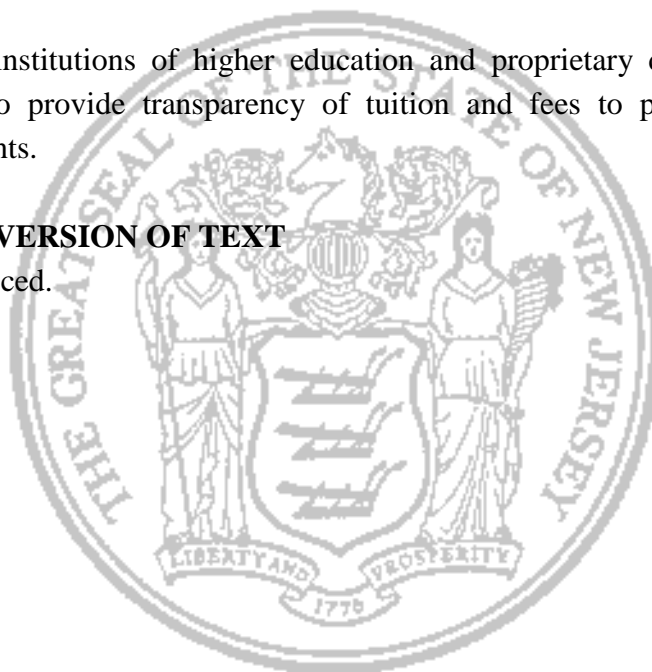 institutions of higher education and proprietary
o provide transparency of tuition and fees to p
nts.
VERSION OF TEXT
ced.
THE GREAT SEAL OF THE STATE OF NEW JERSEY
LIBERTY AND PROSPERITY
1776